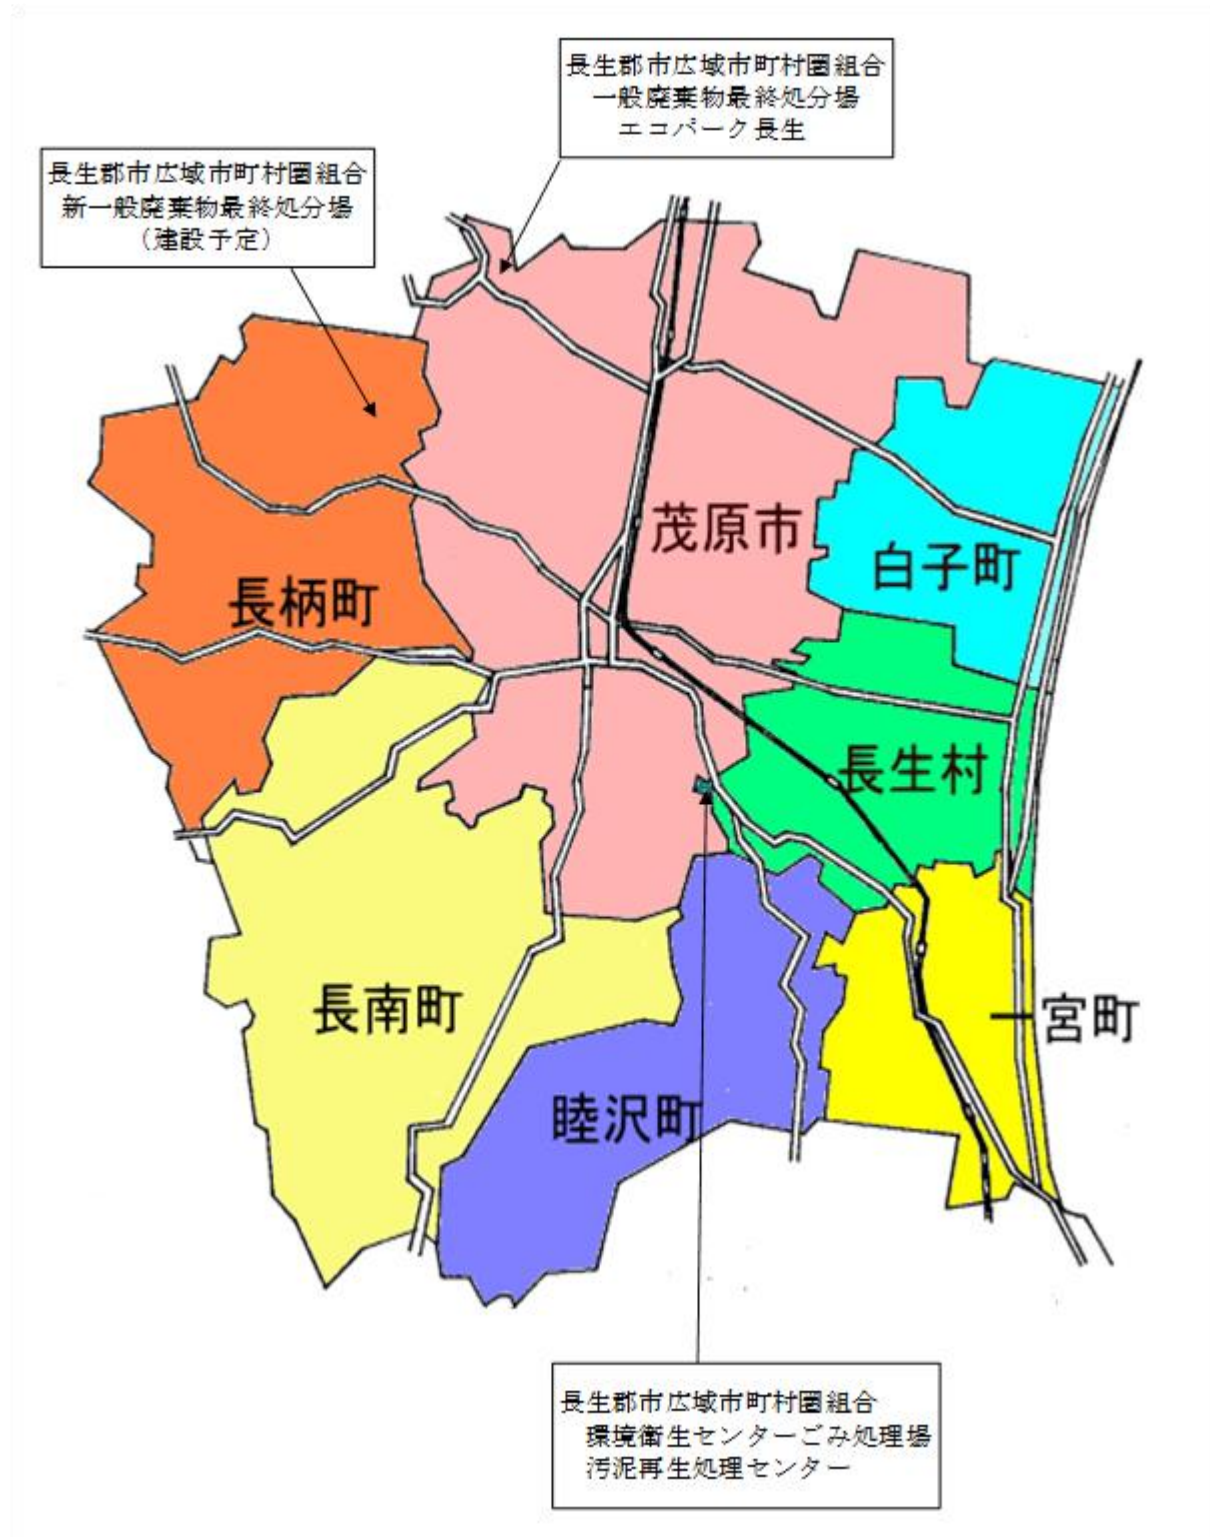 長生郡市広域市町村圏組合
一般廃棄物最終処分場
エコパーク長生
長生郡市広域市町村圏組合
新一般廃棄物最終処分場
（建設予定）
茂原市
白子町
長柄町
長生村
長南町
一宮町
睦沢町
長生郡市広域市町村圏組合
環境衛生センターごみ処理場
汚泥再生処理センター